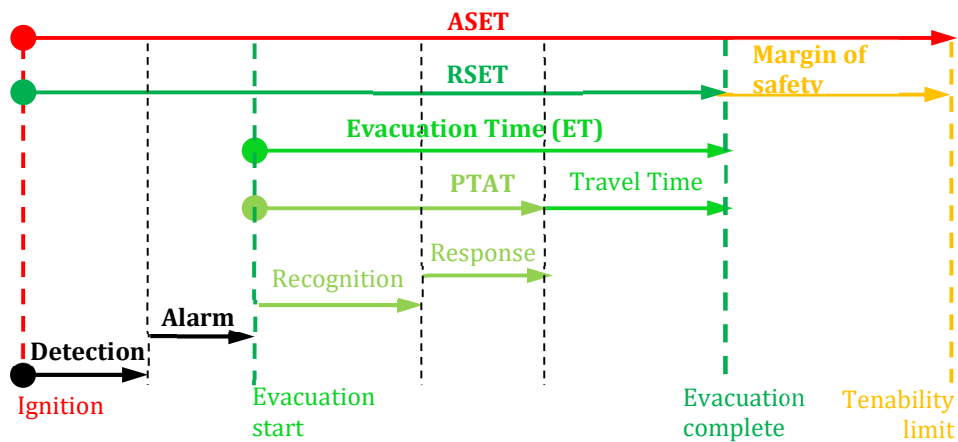 ASET
Margin of
safety
RSET
Evacuation Time (ET)
PTAT
Travel Time
Response
Recognition
Alarm
Detection
Ignition
Evacuation
start
Evacuation
complete
Tenability
limit